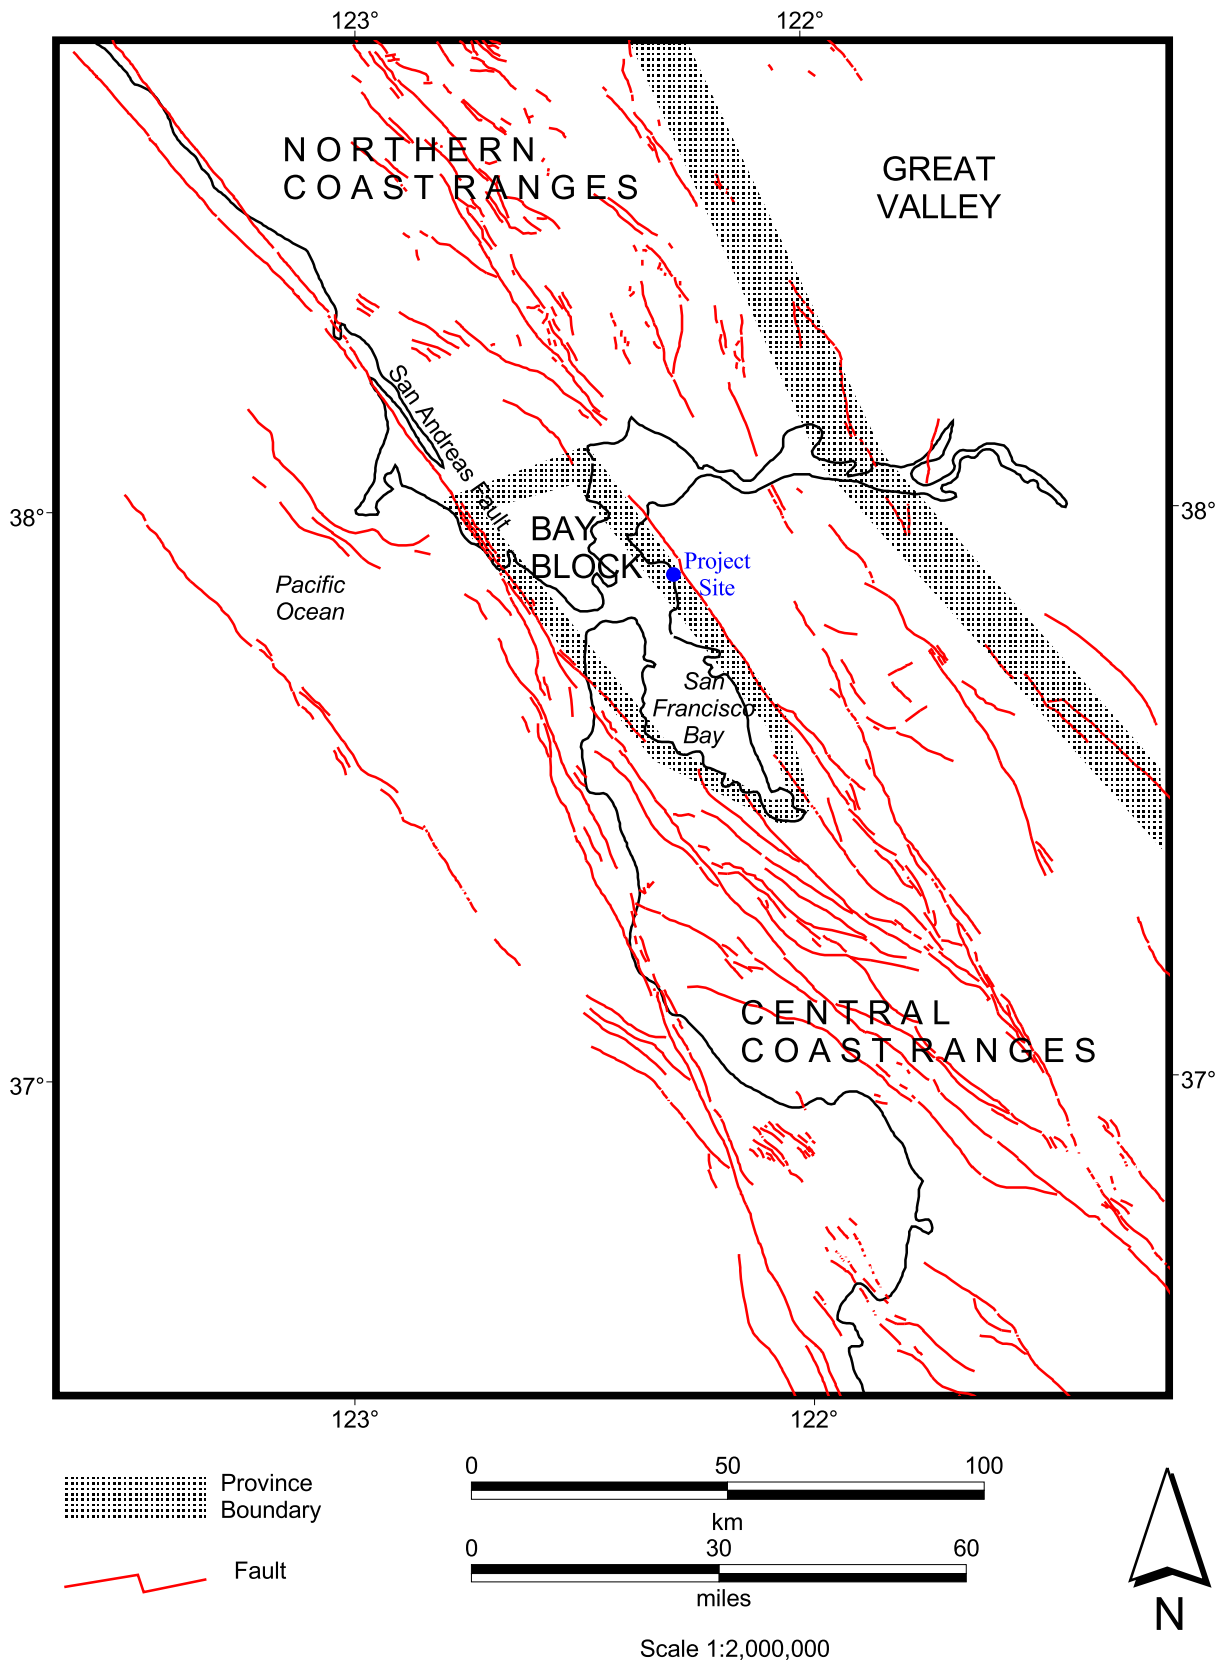 123° 122°
NORTHERN
COAST RANGES
GREAT
VALLEY
San Andreas Fault
38° 38°
BAY
BLOCK
Project
Site
Pacific
Ocean
San
Francisco
Bay
CENTRAL
COAST RANGES
37° 37°
123° 122°
Province
Boundary
Fault
0 50 100
km
0 30 60
miles
N
Scale 1:2,000,000